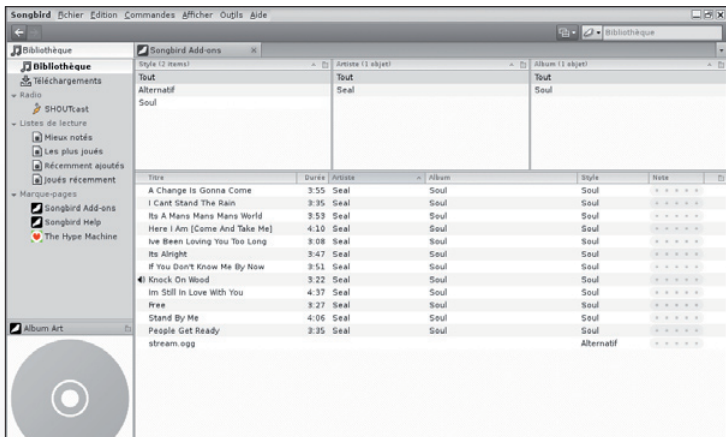 Songbird Fichier Edition Commandes Afficher Outils Aide
Bibliothèque
Bibliothèque
Songbird Add-ons
Bibliothèque
Téléchargements
Radio
SHOUTcast
Listes de lecture
Mieux notés
Les plus joués
Récemment ajoutés
Joués récemment
Marque-pages
Songbird Add-ons
Songbird Help
The Hype Machine
Album Art
Style (2 items) Artiste (1 objet) Album (1 objet)
Tout Tout Tout
Alternatif Seal Soul
Soul
Titre Durée Artiste Album Style Note
A Change Is Gonna Come 3:55 Seal Soul Soul
I Cant Stand The Rain 3:35 Seal Soul Soul
Its A Mans Mans Mans World 3:53 Seal Soul Soul
Here I Am [Come And Take Me] 4:10 Seal Soul Soul
Ive Been Loving You Too Long 3:08 Seal Soul Soul
Its Alright 3:47 Seal Soul Soul
If You Don't Know Me By Now 3:51 Seal Soul Soul
Knock On Wood 3:22 Seal Soul Soul
Im Still In Love With You 4:37 Seal Soul Soul
Free 3:27 Seal Soul Soul
Stand By Me 4:06 Seal Soul Soul
People Get Ready 3:35 Seal Soul Soul
stream.ogg Alternatif